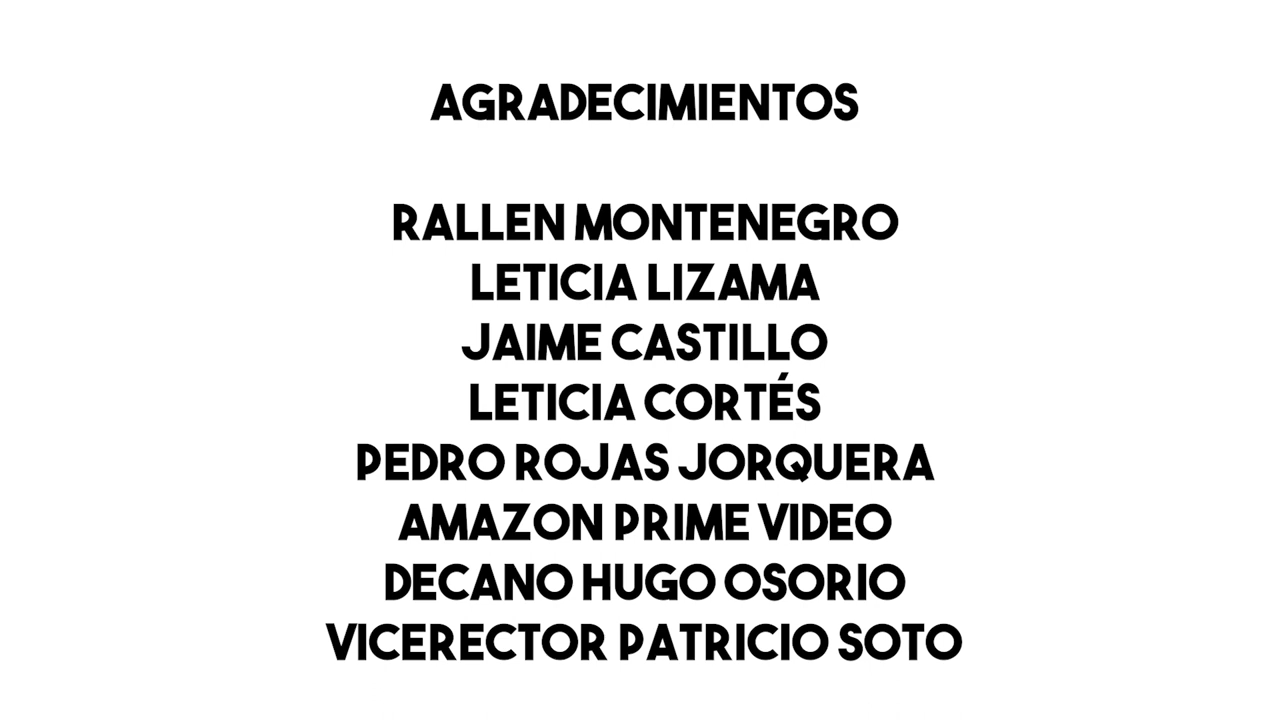 AGRADECIMIENTOS
RALLEN MONTENEGRO
LETICIA LIZAMA
JAIME CASTILLO
LETICIA CORTÉS
PEDRO ROJAS JORQUERA
AMAZON PRIME VIDEO
DECANO HUGO OSORIO
VICERECTOR PATRICIO SOTO